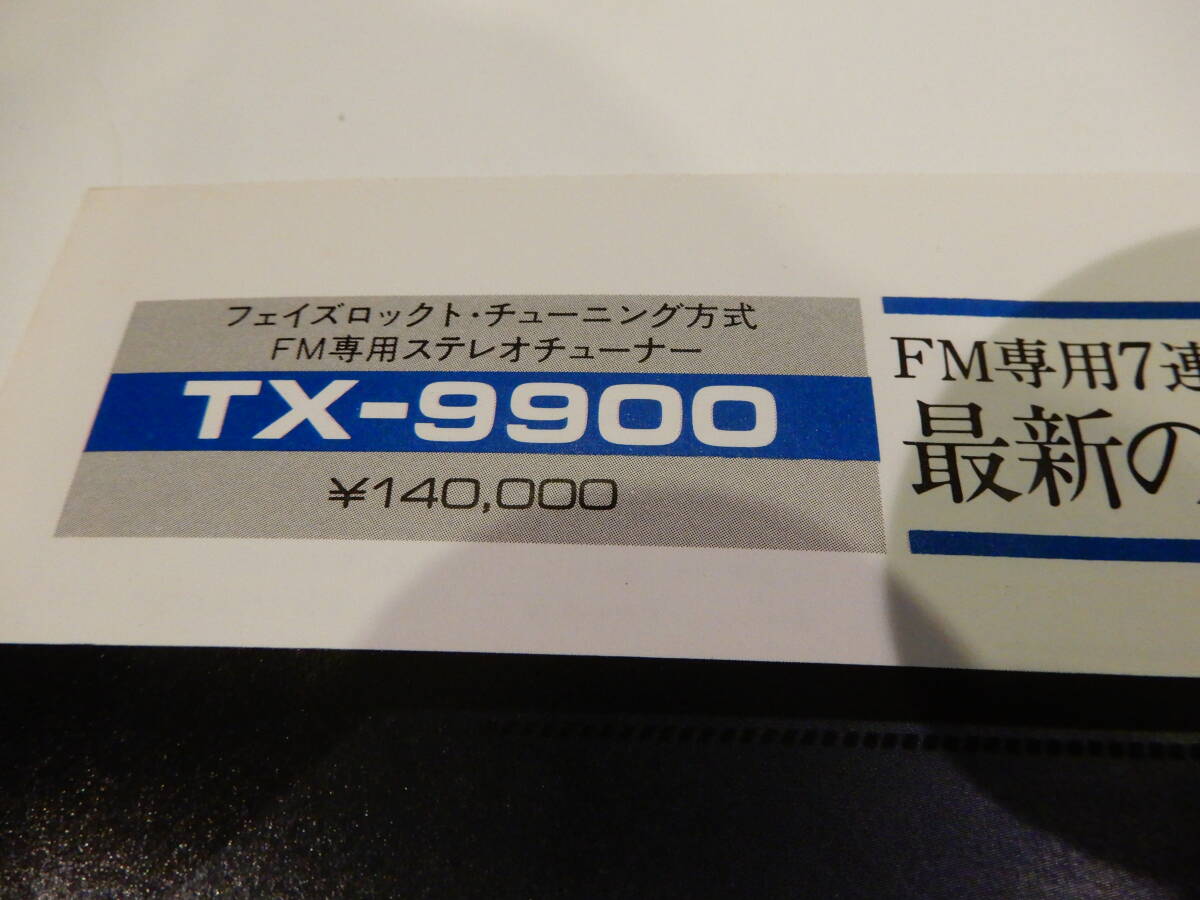 フェイズロックト・チューニング方式
FM専用ステレオチューナー
TX-9900
¥140,000
FM専用7連
最新の